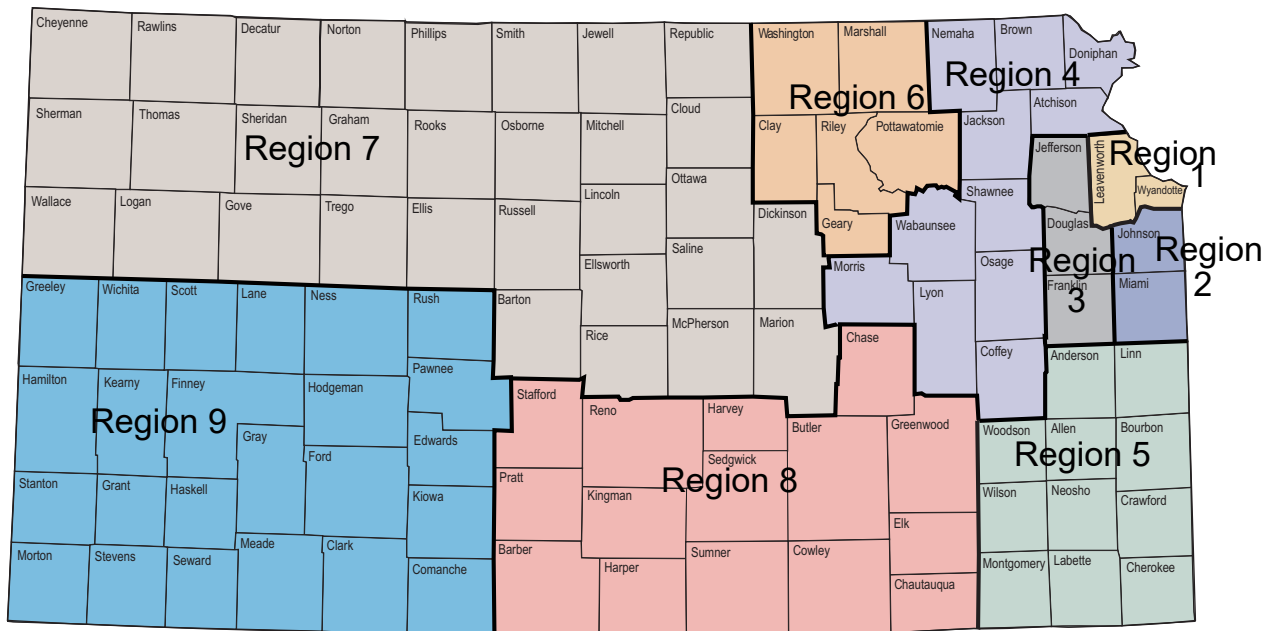 Cheyenne
Rawlins
Decatur
Norton
Phillips
Smith
Jewell
Republic
Washington
Marshall
Nemaha
Brown
Doniphan
Region 4
Region 6
Atchison
Sherman
Thomas
Sheridan
Graham
Rooks
Osborne
Mitchell
Cloud
Clay
Riley
Pottawatomie
Jackson
Region 7
Jefferson
Leavenworth
Region
1
Wyandotte
Wallace
Logan
Gove
Trego
Ellis
Russell
Lincoln
Ottawa
Dickinson
Geary
Wabaunsee
Shawnee
Douglas
Johnson
Region
2
Saline
Ellsworth
Morris
Osage
Region
3
Franklin
Miami
Greeley
Wichita
Scott
Lane
Ness
Rush
Barton
Rice
McPherson
Marion
Lyon
Chase
Coffey
Anderson
Linn
Hamilton
Kearny
Finney
Hodgeman
Pawnee
Stafford
Reno
Harvey
Butler
Greenwood
Woodson
Allen
Bourbon
Region 9
Gray
Ford
Edwards
Sedgwick
Region 5
Region 8
Stanton
Grant
Haskell
Kiowa
Pratt
Kingman
Wilson
Neosho
Crawford
Elk
Morton
Stevens
Seward
Meade
Clark
Comanche
Barber
Harper
Sumner
Cowley
Chautauqua
Montgomery
Labette
Cherokee